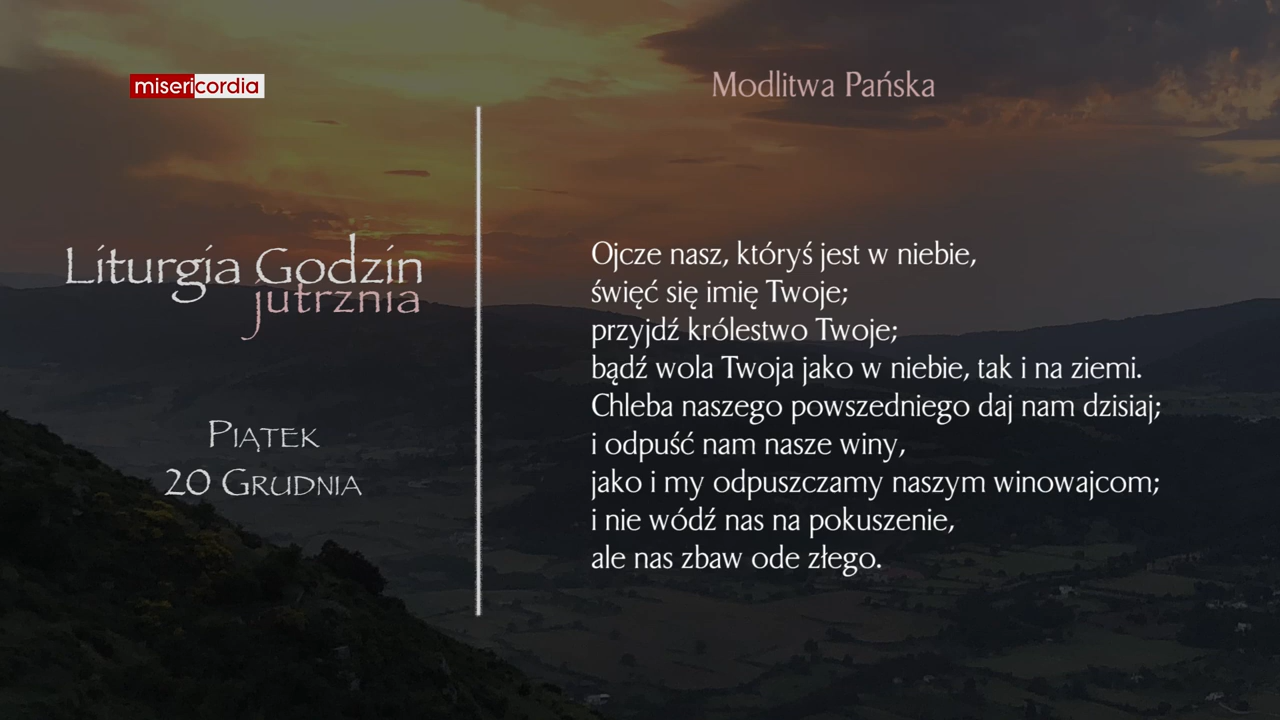 misericordia
Liturgia Godzin
jutrznia
Piątek
20 Grudnia
Modlitwa Pańska
Ojcze nasz, któryś jest w niebie,
święć się imię Twoje;
przyjdź królestwo Twoje;
bądź wola Twoja jako w niebie, tak i na ziemi.
Chleba naszego powszedniego daj nam dzisiaj;
i odpuść nam nasze winy,
jako i my odpuszczamy naszym winowajcom;
i nie wódź nas na pokuszenie,
ale nas zbaw ode złego.